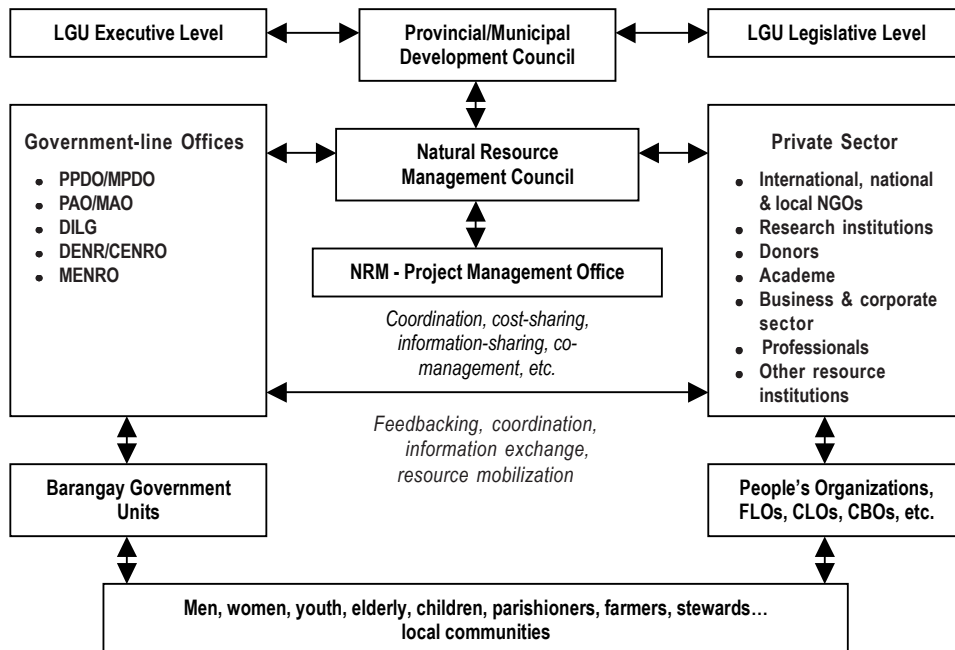 LGU Executive Level
Provincial/Municipal
Development Council
LGU Legislative Level
Government-line Offices
• PPDO/MPDO
• PAO/MAO
• DILG
• DENR/CENRO
• MENRO
Natural Resource
Management Council
Private Sector
• International, national
& local NGOs
• Research institutions
• Donors
• Academe
• Business & corporate
sector
• Professionals
• Other resource
institutions
NRM - Project Management Office
Coordination, cost-sharing,
information-sharing, co-
management, etc.
Feedbacking, coordination,
information exchange,
resource mobilization
Barangay Government
Units
People's Organizations,
FLOs, CLOs, CBOs, etc.
Men, women, youth, elderly, children, parishioners, farmers, stewards…
local communities